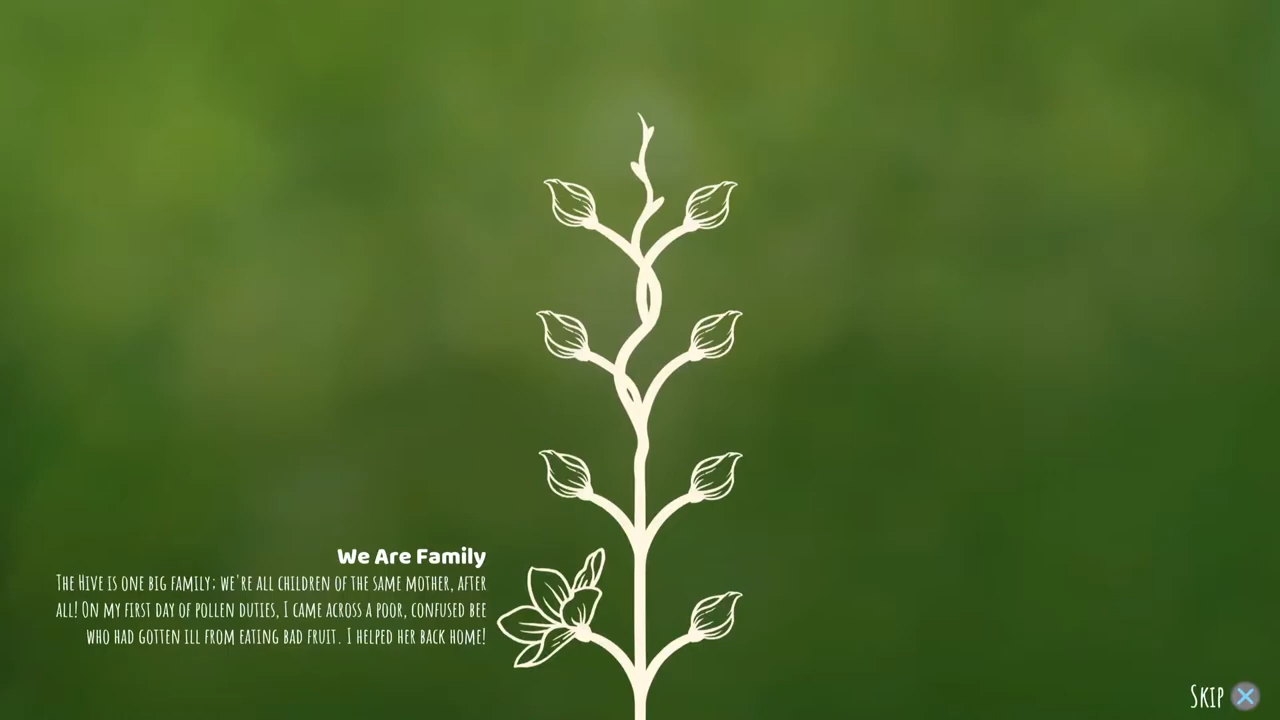 We Are Family
The Hive is one big family; we're all children of the same mother, after
all! On my first day of pollen duties, I came across a poor, confused bee
who had gotten ill from eating bad fruit. I helped her back home!
Skip